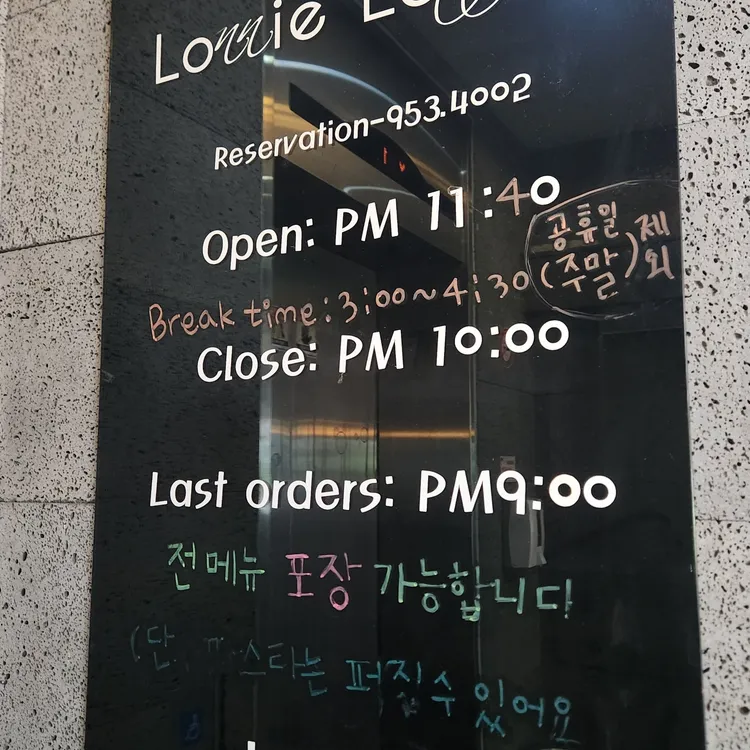 Lonnie
Reservation-953.4002
Open: PM 11:40
Break time: 3:00~4:30 (공휴일 주말) 제외
Close: PM 10:00
Last orders: PM9:00
전메뉴 포장 가능합니다
(단, 파스타는 퍼질수 있어요